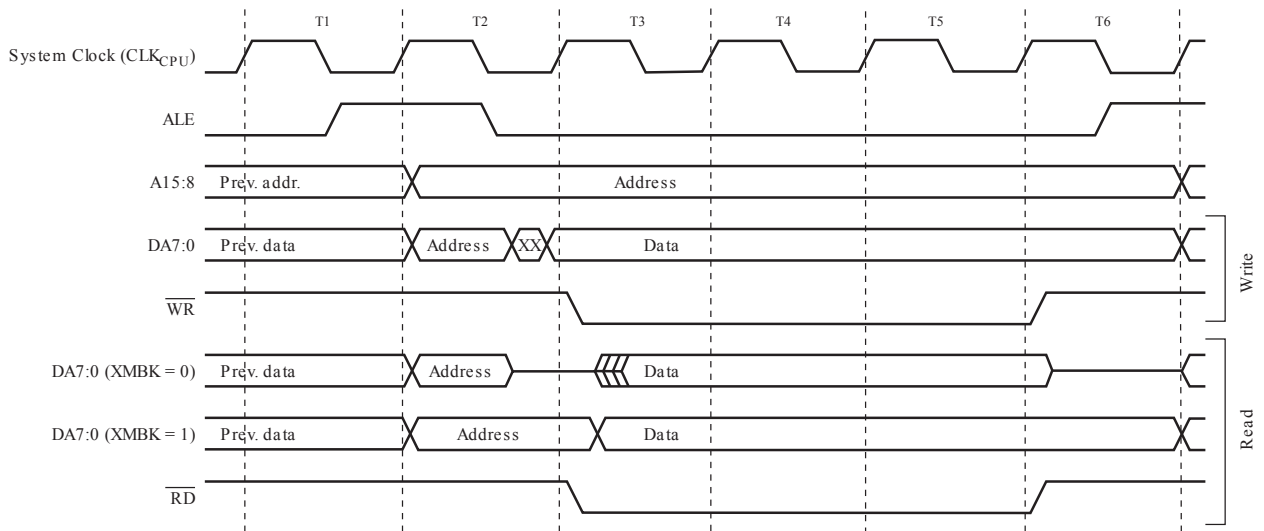 T1 T2 T3 T4 T5 T6
System Clock (CLKCPU)
ALE
A15:8 Prev. addr. Address
DA7:0 Prev. data Address XX Data
WR
Write
DA7:0 (XMBK = 0) Prev. data Address Data
DA7:0 (XMBK = 1) Prev. data Address Data
RD
Read